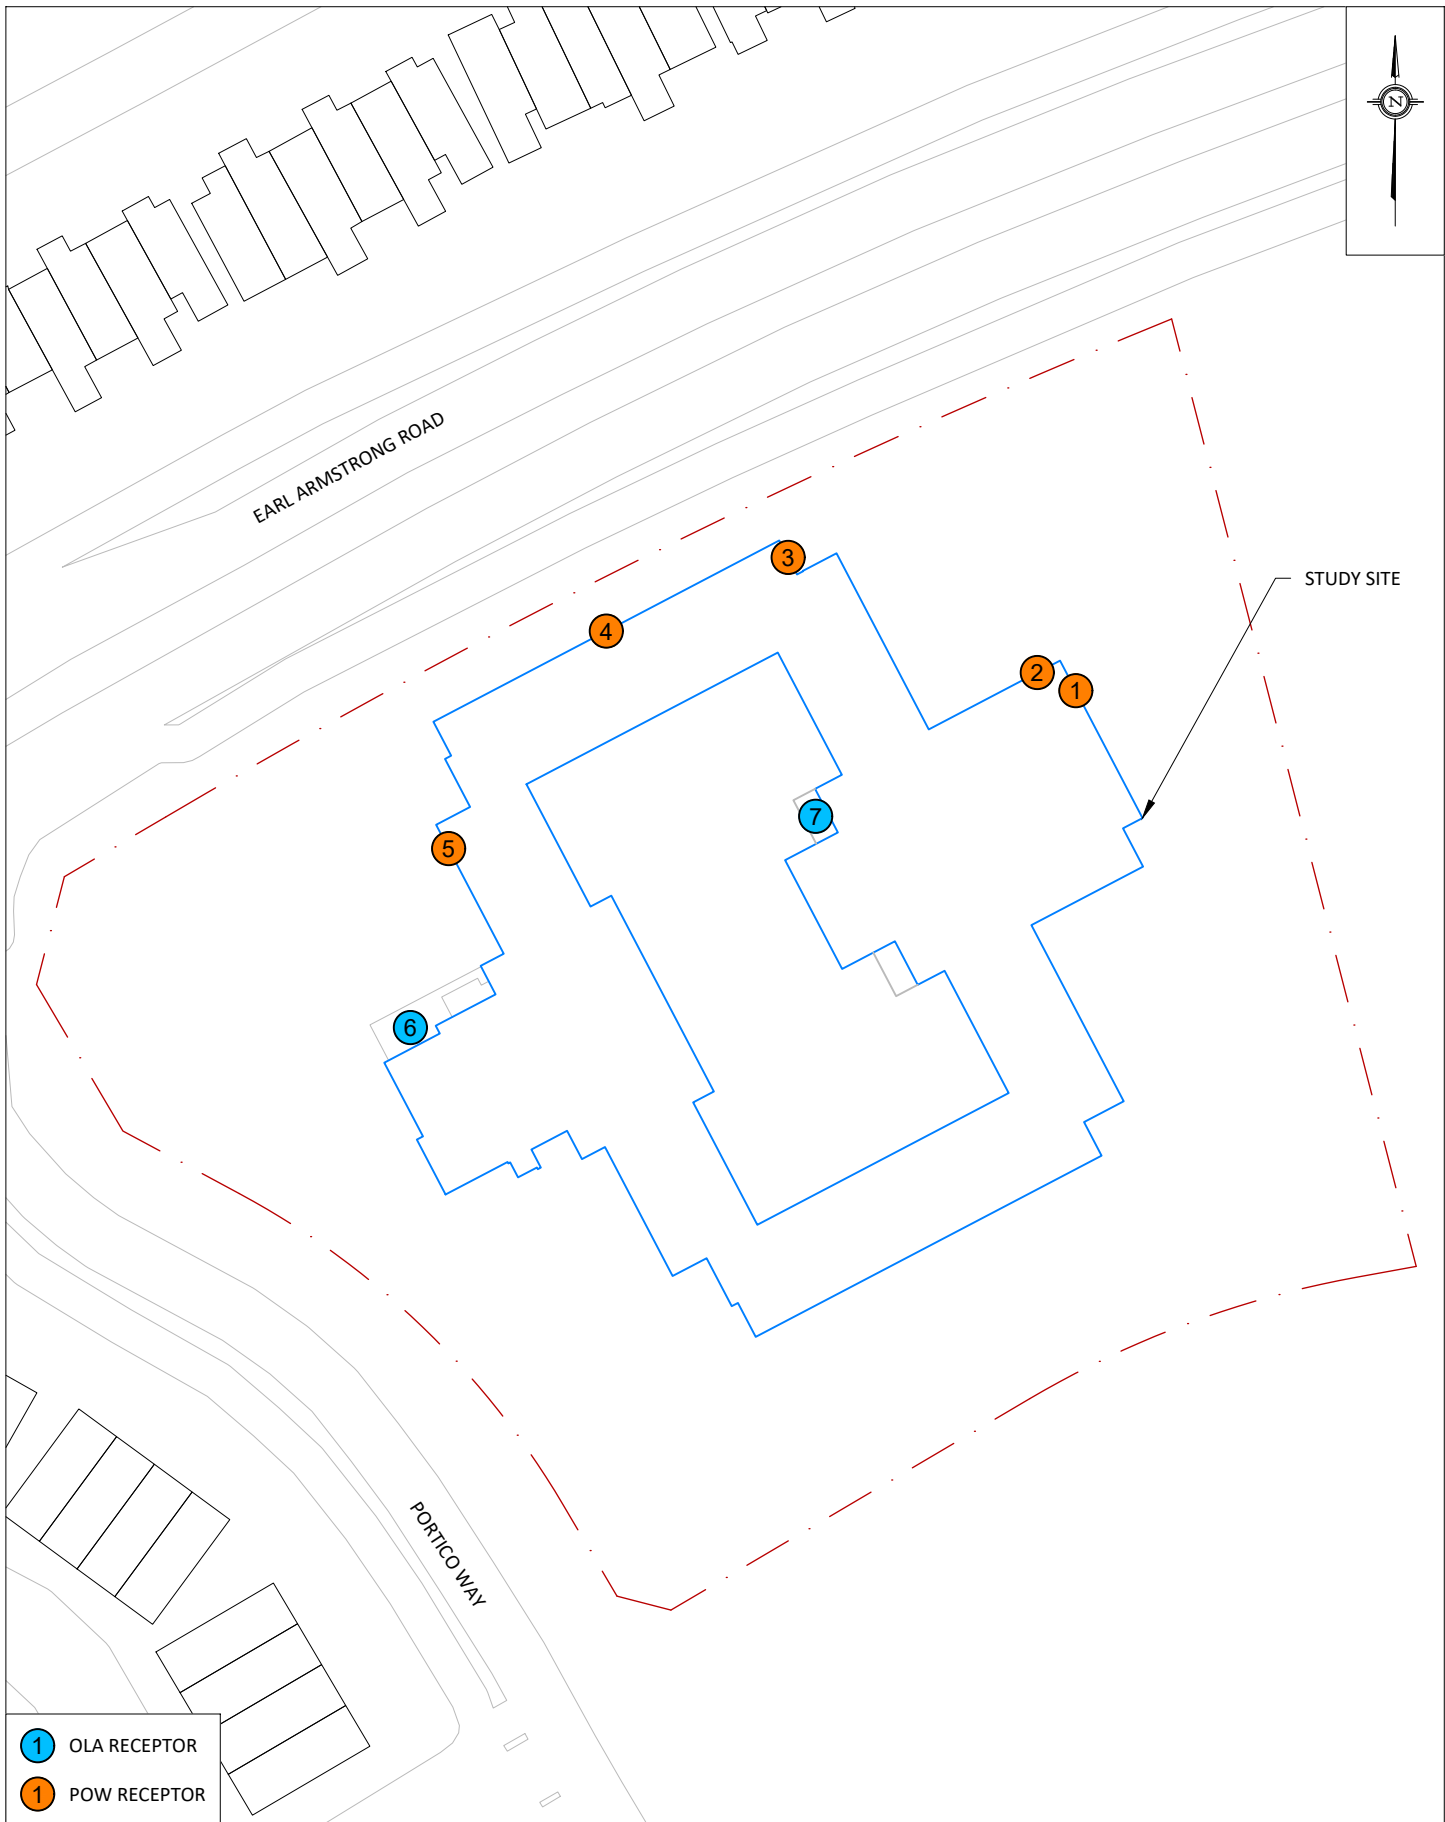 N
EARL ARMSTRONG ROAD
3
STUDY SITE
4
2
1
7
5
6
PORTICO WAY
1 OLA RECEPTOR
1 POW RECEPTOR